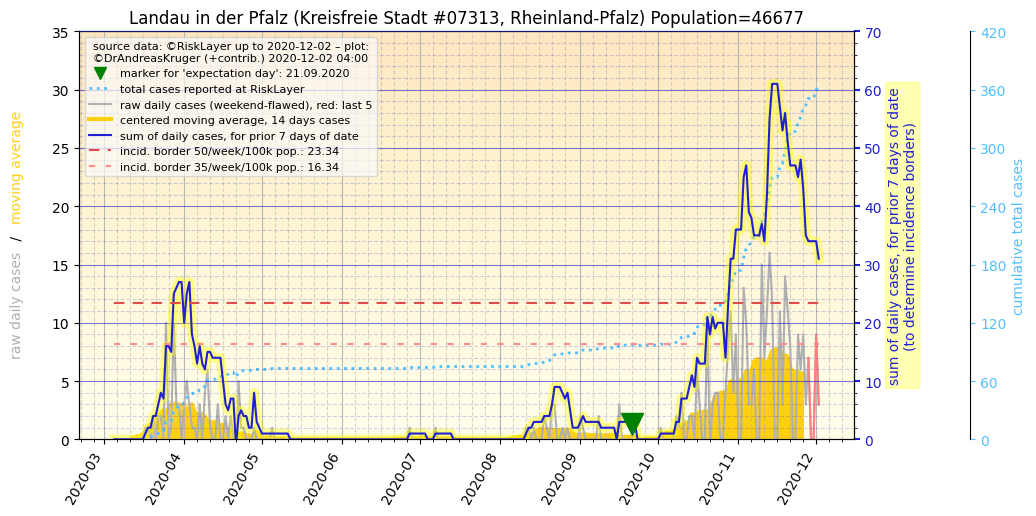 Landau in der Pfalz (Kreisfreie Stadt #07313, Rheinland-Pfalz) Population=46677
source data: ©RiskLayer up to 2020-12-02 – plot:
©DrAndreasKruger (+contrib.) 2020-12-02 04:00
marker for 'expectation day': 21.09.2020
total cases reported at RiskLayer
raw daily cases (weekend-flawed), red: last 5
centered moving average, 14 days cases
sum of daily cases, for prior 7 days of date
incid. border 50/week/100k pop.: 23.34
incid. border 35/week/100k pop.: 16.34
raw daily cases / moving average
35
30
25
20
15
10
5
0
70
60
50
40
30
20
10
0
sum of daily cases, for prior 7 days of date
(to determine incidence borders)
420
360
300
240
180
120
60
0
cumulative total cases
2020-03
2020-04
2020-05
2020-06
2020-07
2020-08
2020-09
2020-10
2020-11
2020-12